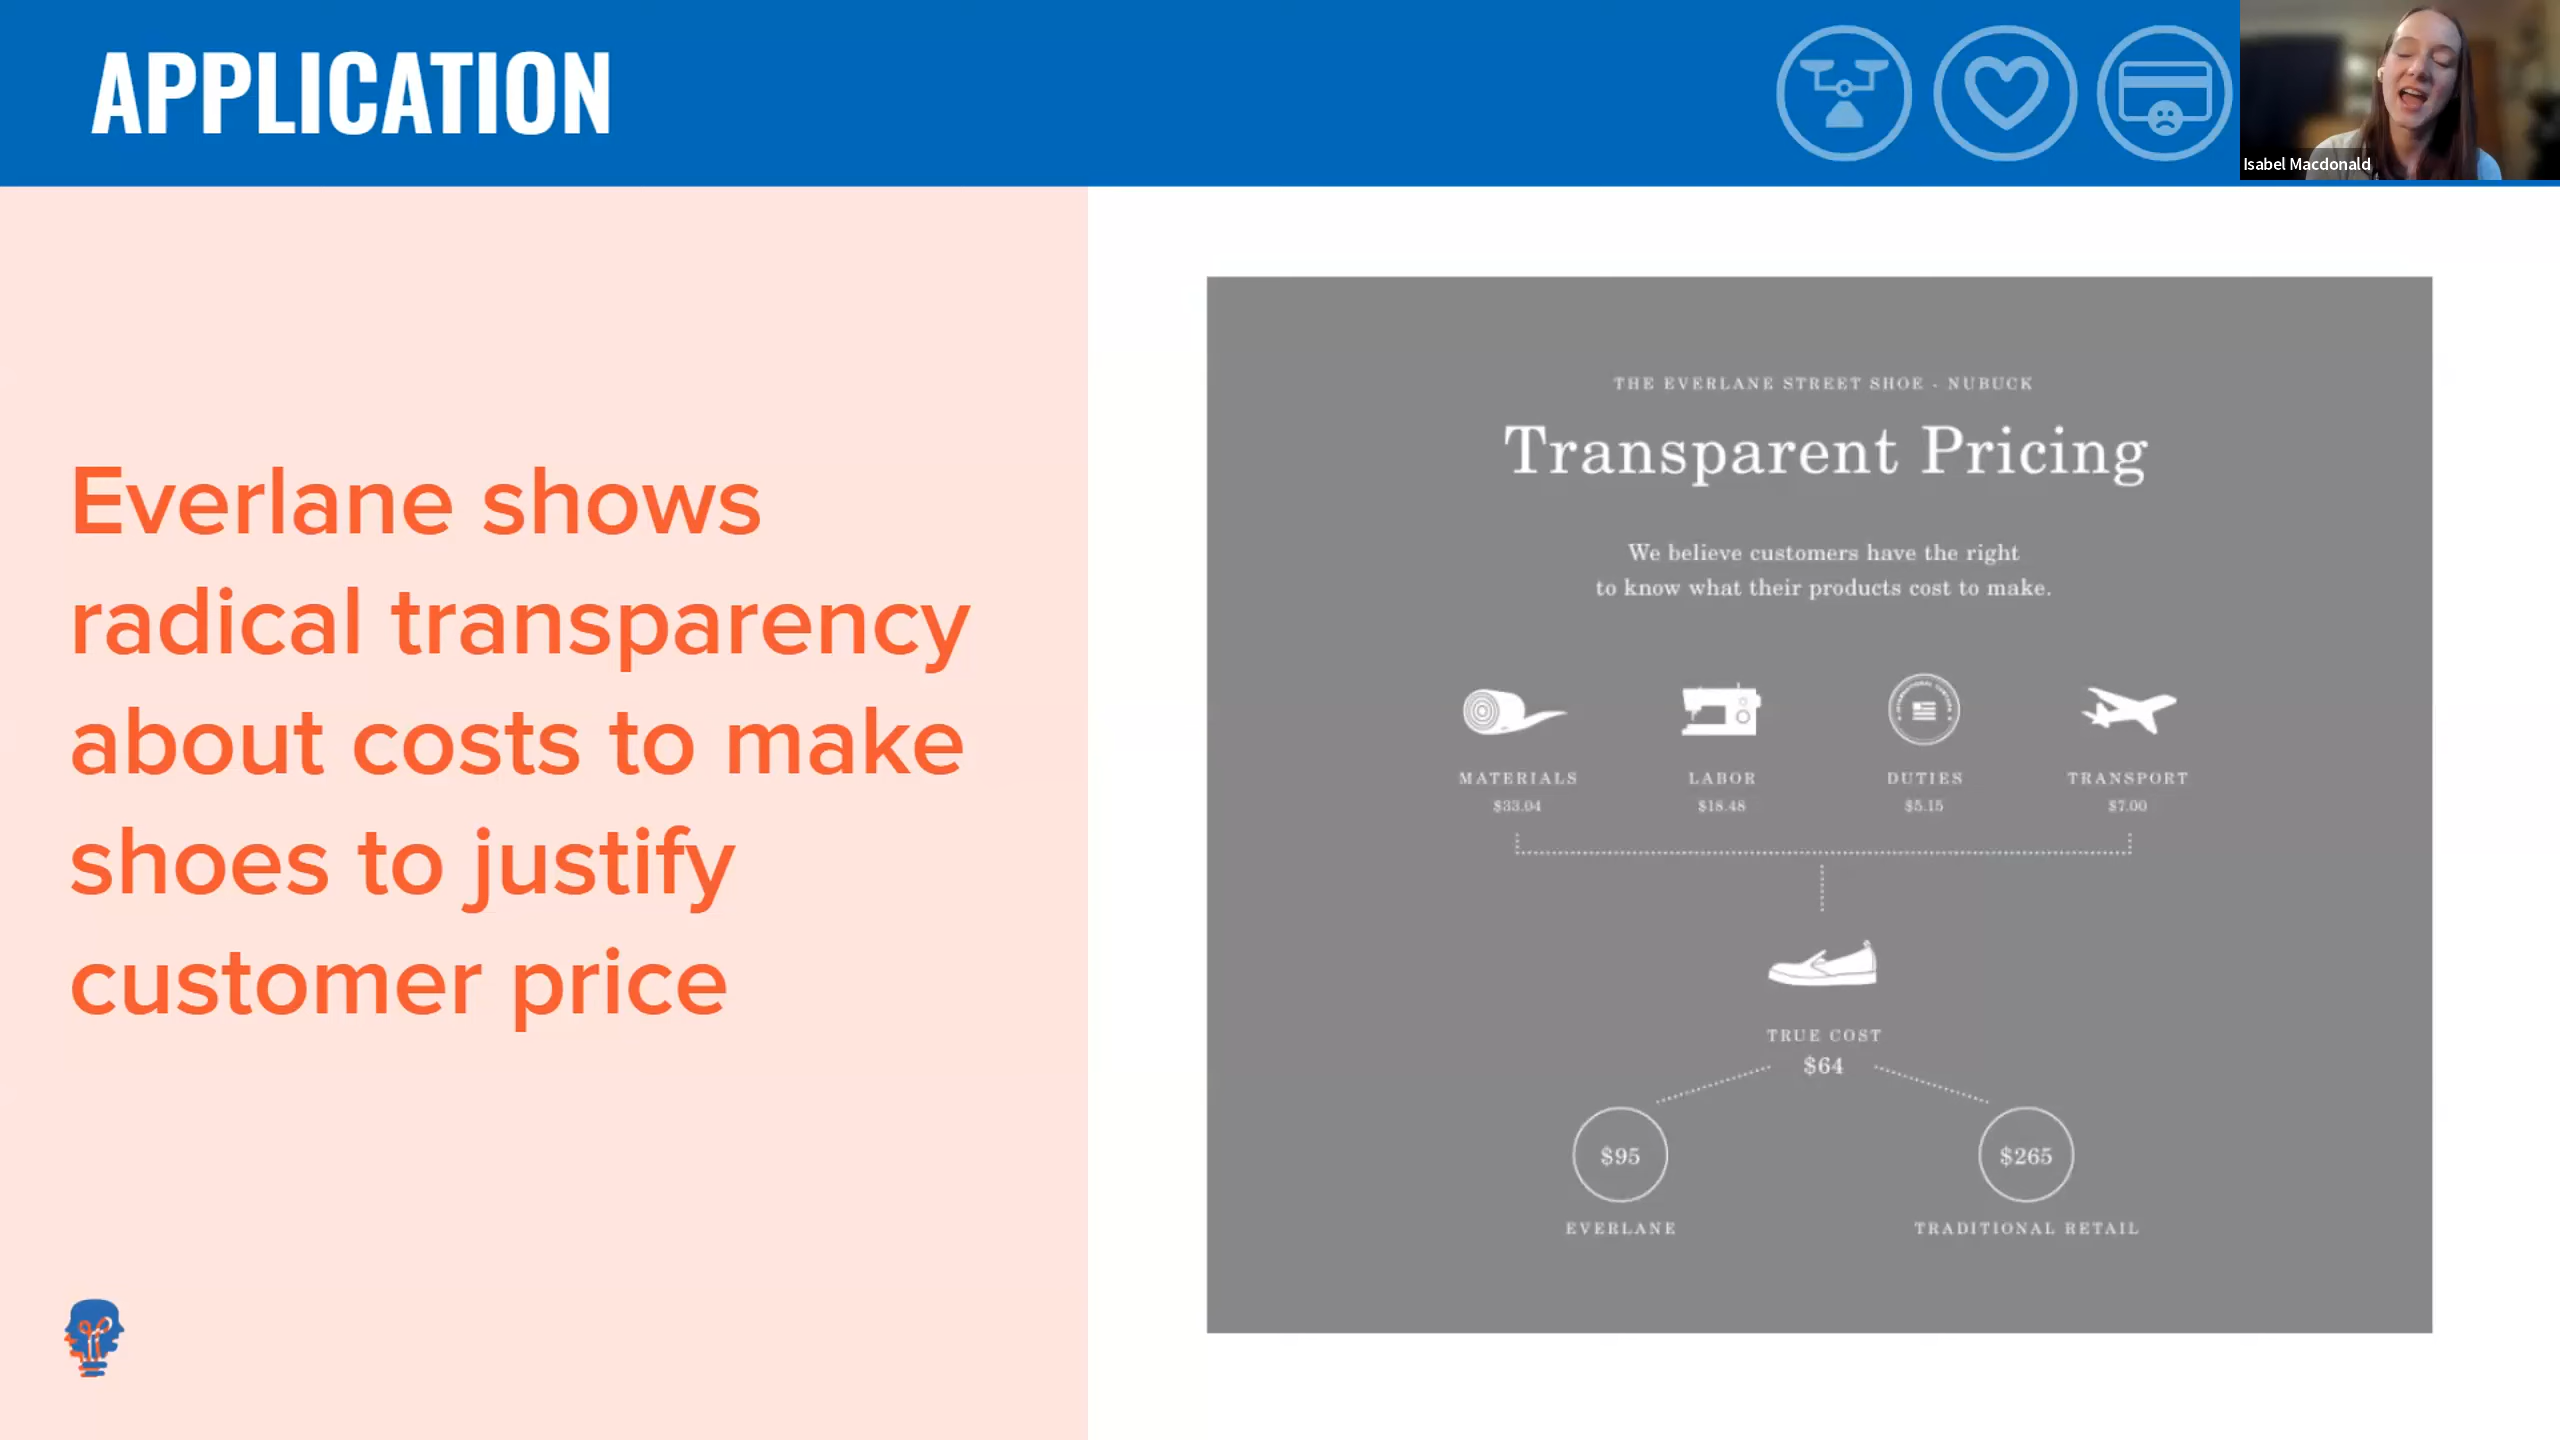 APPLICATION
Isabel Macdonald
Everlane shows
radical transparency
about costs to make
shoes to justify
customer price
THE EVERLANE STREET SHOE - NUBUCK
Transparent Pricing
We believe customers have the right
to know what their products cost to make.
MATERIALS LABOR DUTIES TRANSPORT
$33.04 $18.48 $5.15 $7.00
TRUE COST
$64
$95 $265
EVERLANE TRADITIONAL RETAIL